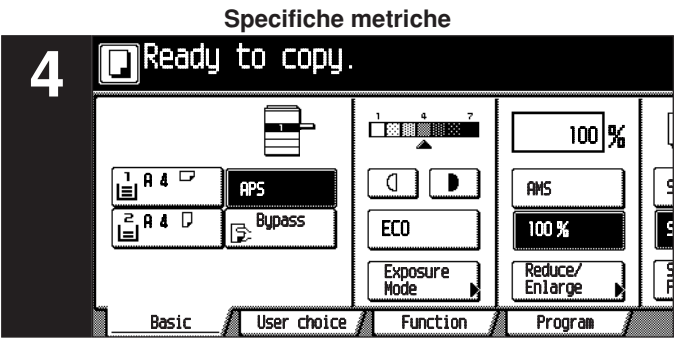 Specifiche metriche
4
Ready to copy.
1 4 7
100 %
1 A4
APS
AMS
2 A4
Bypass
ECO
100 %
Exposure
Mode
Reduce/
Enlarge
Basic
User choice
Function
Program